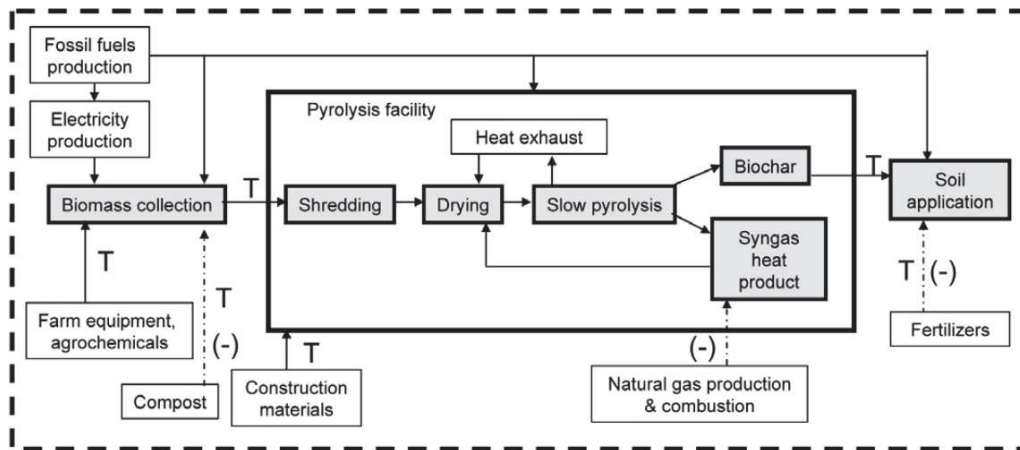 Fossil fuels
production
Electricity
production
Pyrolysis facility
Heat exhaust
Biochar
T
Biomass collection
T
Shredding
Drying
Slow pyrolysis
Soil
application
Syngas
heat
product
T
Farm equipment,
agrochemicals
T
(-)
Compost
T
Construction
materials
(-)
Natural gas production
& combustion
T
(-)
Fertilizers